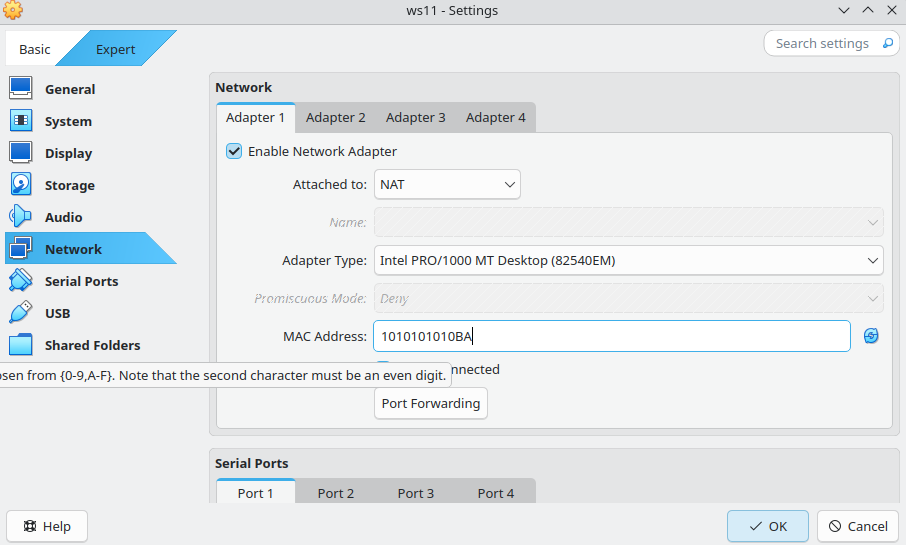 ws11 - Settings
Basic
Expert
Search settings
General
System
Display
Storage
Audio
Network
Serial Ports
USB
Shared Folders
Network
Adapter 1
Adapter 2
Adapter 3
Adapter 4
Enable Network Adapter
Attached to: NAT
Name:
Adapter Type: Intel PRO/1000 MT Desktop (82540EM)
Promiscuous Mode: Deny
MAC Address: 1010101010BA
from {0-9,A-F}. Note that the second character must be an even digit.
Port Forwarding
Serial Ports
Port 1
Port 2
Port 3
Port 4
Help
OK
Cancel